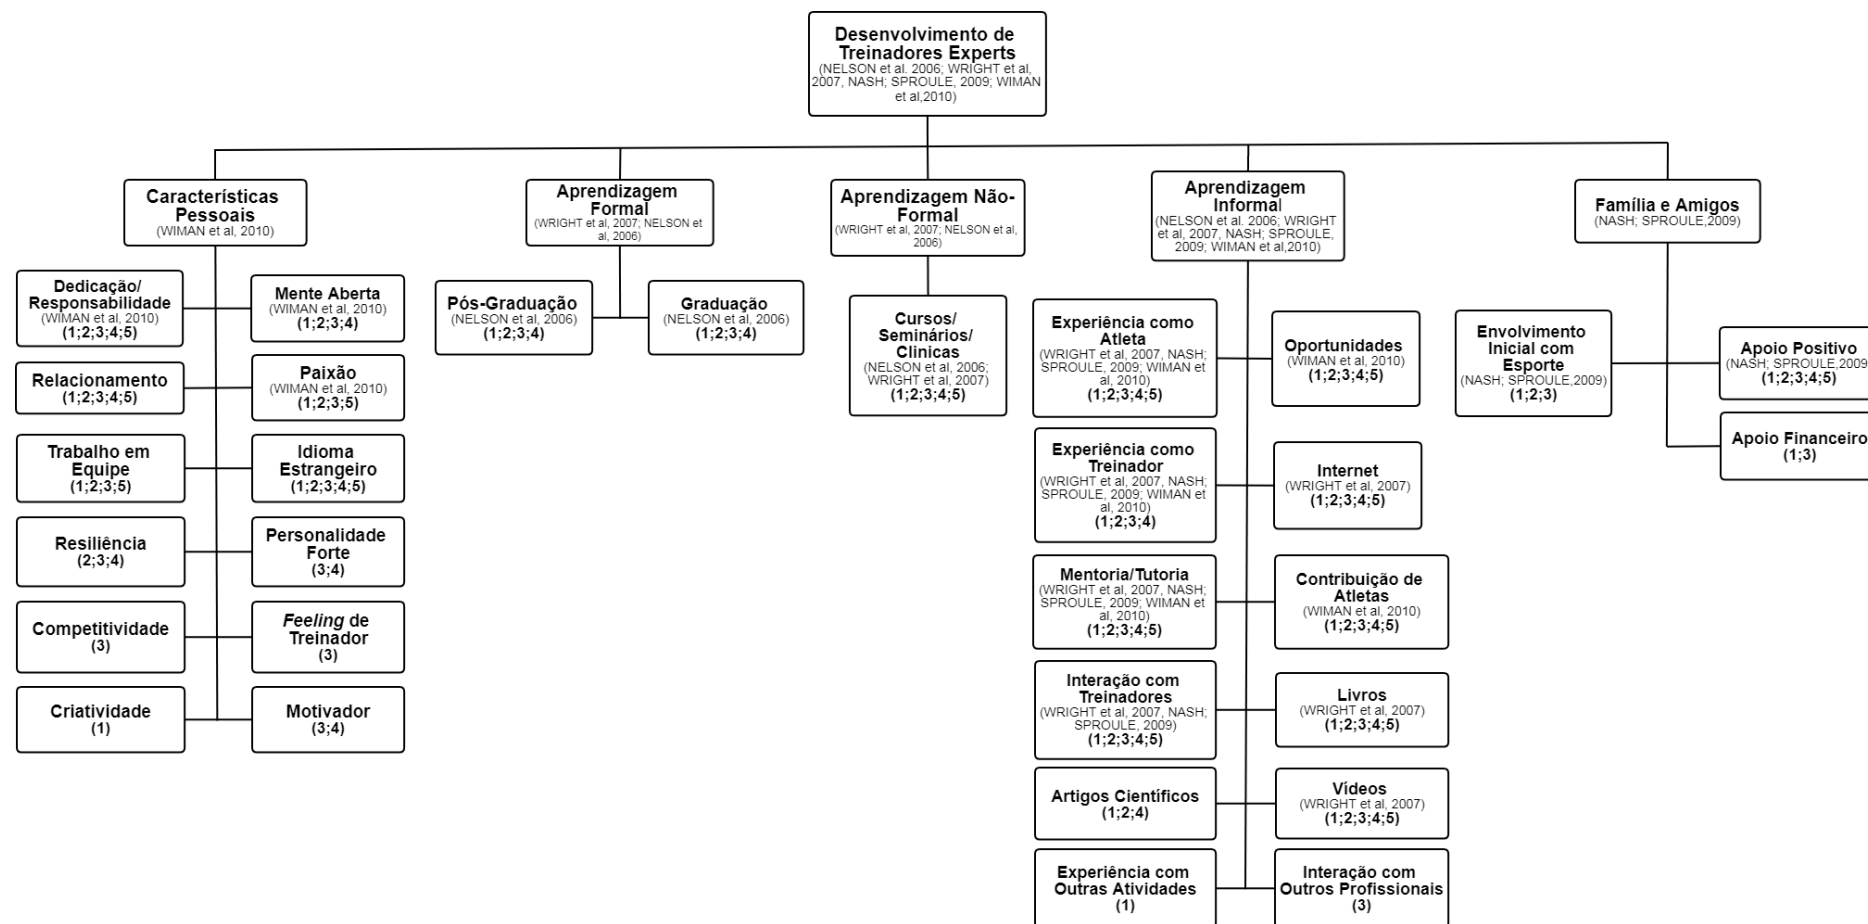 Desenvolvimento de
Treinadores Experts
(NELSON et al. 2006; WRIGHT et al,
2007, NASH; SPROULE, 2009; WIMAN
et al,2010)
Características
Pessoais
(WIMAN et al, 2010)
Dedicação/
Responsabilidade
(WIMAN et al, 2010)
(1;2;3;4;5)
Mente Aberta
(WIMAN et al, 2010)
(1;2;3;4)
Relacionamento
(1;2;3;4;5)
Paixão
(WIMAN et al, 2010)
(1;2;3;5)
Trabalho em
Equipe
(1;2;3;5)
Idioma
Estrangeiro
(1;2;3;4;5)
Resiliência
(2;3;4)
Personalidade
Forte
(3;4)
Competitividade
(3)
Feeling de
Treinador
(3)
Criatividade
(1)
Motivador
(3;4)
Aprendizagem
Formal
(WRIGHT et al, 2007; NELSON et
al, 2006)
Pós-Graduação
(NELSON et al, 2006)
(1;2;3;4)
Graduação
(NELSON et al, 2006)
(1;2;3;4)
Aprendizagem Não-
Formal
(WRIGHT et al, 2007; NELSON et al,
2006)
Cursos/
Seminários/
Clinicas
(NELSON et al, 2006;
WRIGHT et al, 2007)
(1;2;3;4;5)
Aprendizagem
Informal
(NELSON et al. 2006; WRIGHT
et al, 2007, NASH; SPROULE,
2009; WIMAN et al,2010)
Experiência como
Atleta
(WRIGHT et al, 2007, NASH;
SPROULE, 2009; WIMAN et
al, 2010)
(1;2;3;4;5)
Oportunidades
(WIMAN et al, 2010)
(1;2;3;4;5)
Experiência como
Treinador
(WRIGHT et al, 2007, NASH;
SPROULE, 2009; WIMAN et
al, 2010)
(1;2;3;4)
Internet
(WRIGHT et al, 2007)
(1;2;3;4;5)
Mentoria/Tutoria
(WRIGHT et al, 2007, NASH;
SPROULE, 2009; WIMAN et
al, 2010)
(1;2;3;4;5)
Contribuição de
Atletas
(WIMAN et al, 2010)
(1;2;3;4;5)
Interação com
Treinadores
(WRIGHT et al, 2007, NASH;
SPROULE, 2009)
(1;2;3;4;5)
Livros
(WRIGHT et al, 2007)
(1;2;3;4;5)
Artigos Científicos
(1;2;4)
Vídeos
(WRIGHT et al, 2007)
(1;2;3;4;5)
Experiência com
Outras Atividades
(1)
Interação com
Outros Profissionais
(3)
Família e Amigos
(NASH; SPROULE,2009)
Envolvimento
Inicial com
Esporte
(NASH; SPROULE,2009)
(1;2;3)
Apoio Positivo
(NASH; SPROULE,2009
(1;2;3;4;5)
Apoio Financeiro
(1;3)